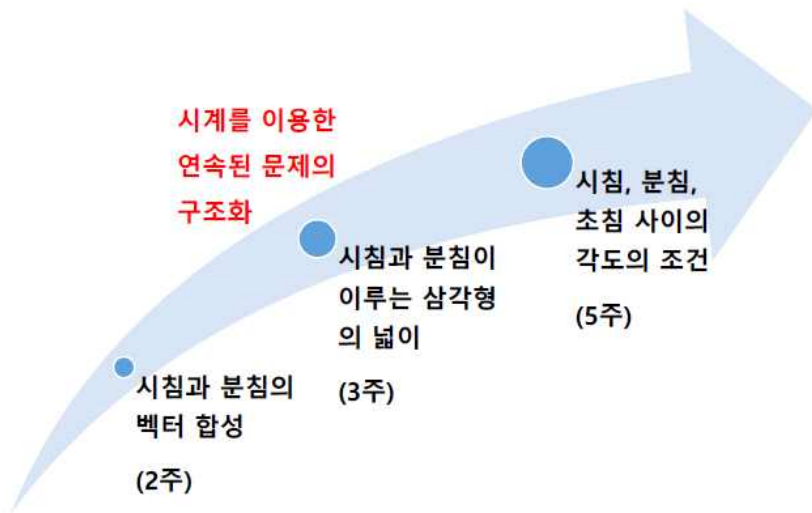 시계를 이용한
연속된 문제의
구조화
시침과 분침의
벡터 합성
(2주)
시침과 분침이
이루는 삼각형
의 넓이
(3주)
시침, 분침,
초침 사이의
각도의 조건
(5주)